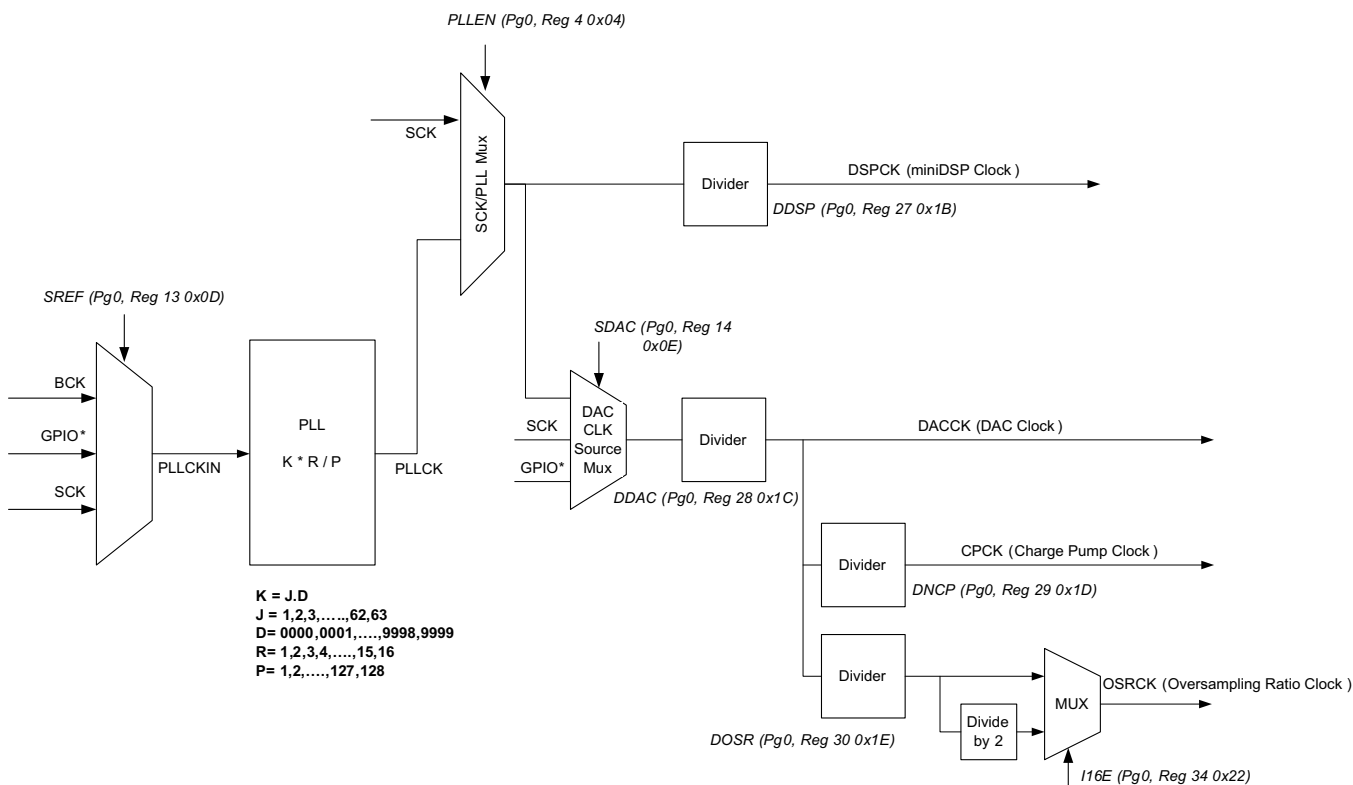 PLLEN (Pg0, Reg 4 0x04)
SCK
SCK/PLL Mux
Divider
DSPCK (miniDSP Clock )
DDSP (Pg0, Reg 27 0x1B)
SREF (Pg0, Reg 13 0x0D)
BCK
GPIO*
SCK
PLLCKIN
PLL
K * R / P
PLLCK
K = J.D
J = 1,2,3,…..,62,63
D= 0000,0001,….,9998,9999
R= 1,2,3,4,….,15,16
P= 1,2,….,127,128
SDAC (Pg0, Reg 14
0x0E)
SCK
GPIO*
DAC
CLK
Source
Mux
Divider
DDAC (Pg0, Reg 28 0x1C)
DACCK (DAC Clock )
Divider
CPCK (Charge Pump Clock )
DNCP (Pg0, Reg 29 0x1D)
Divider
DOSR (Pg0, Reg 30 0x1E)
Divide
by 2
MUX
OSRCK (Oversampling Ratio Clock )
I16E (Pg0, Reg 34 0x22)